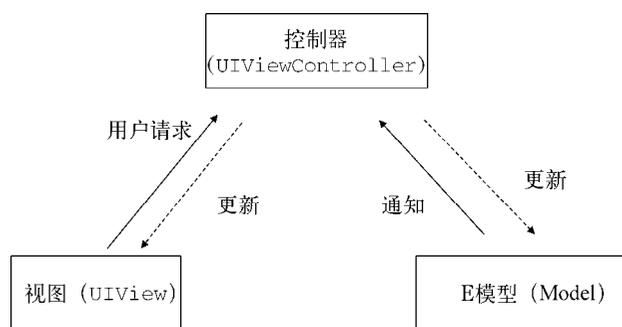 控制器
(UIViewController)
用户请求
更新
通知
更新
视图（UIView）
E模型（Model）